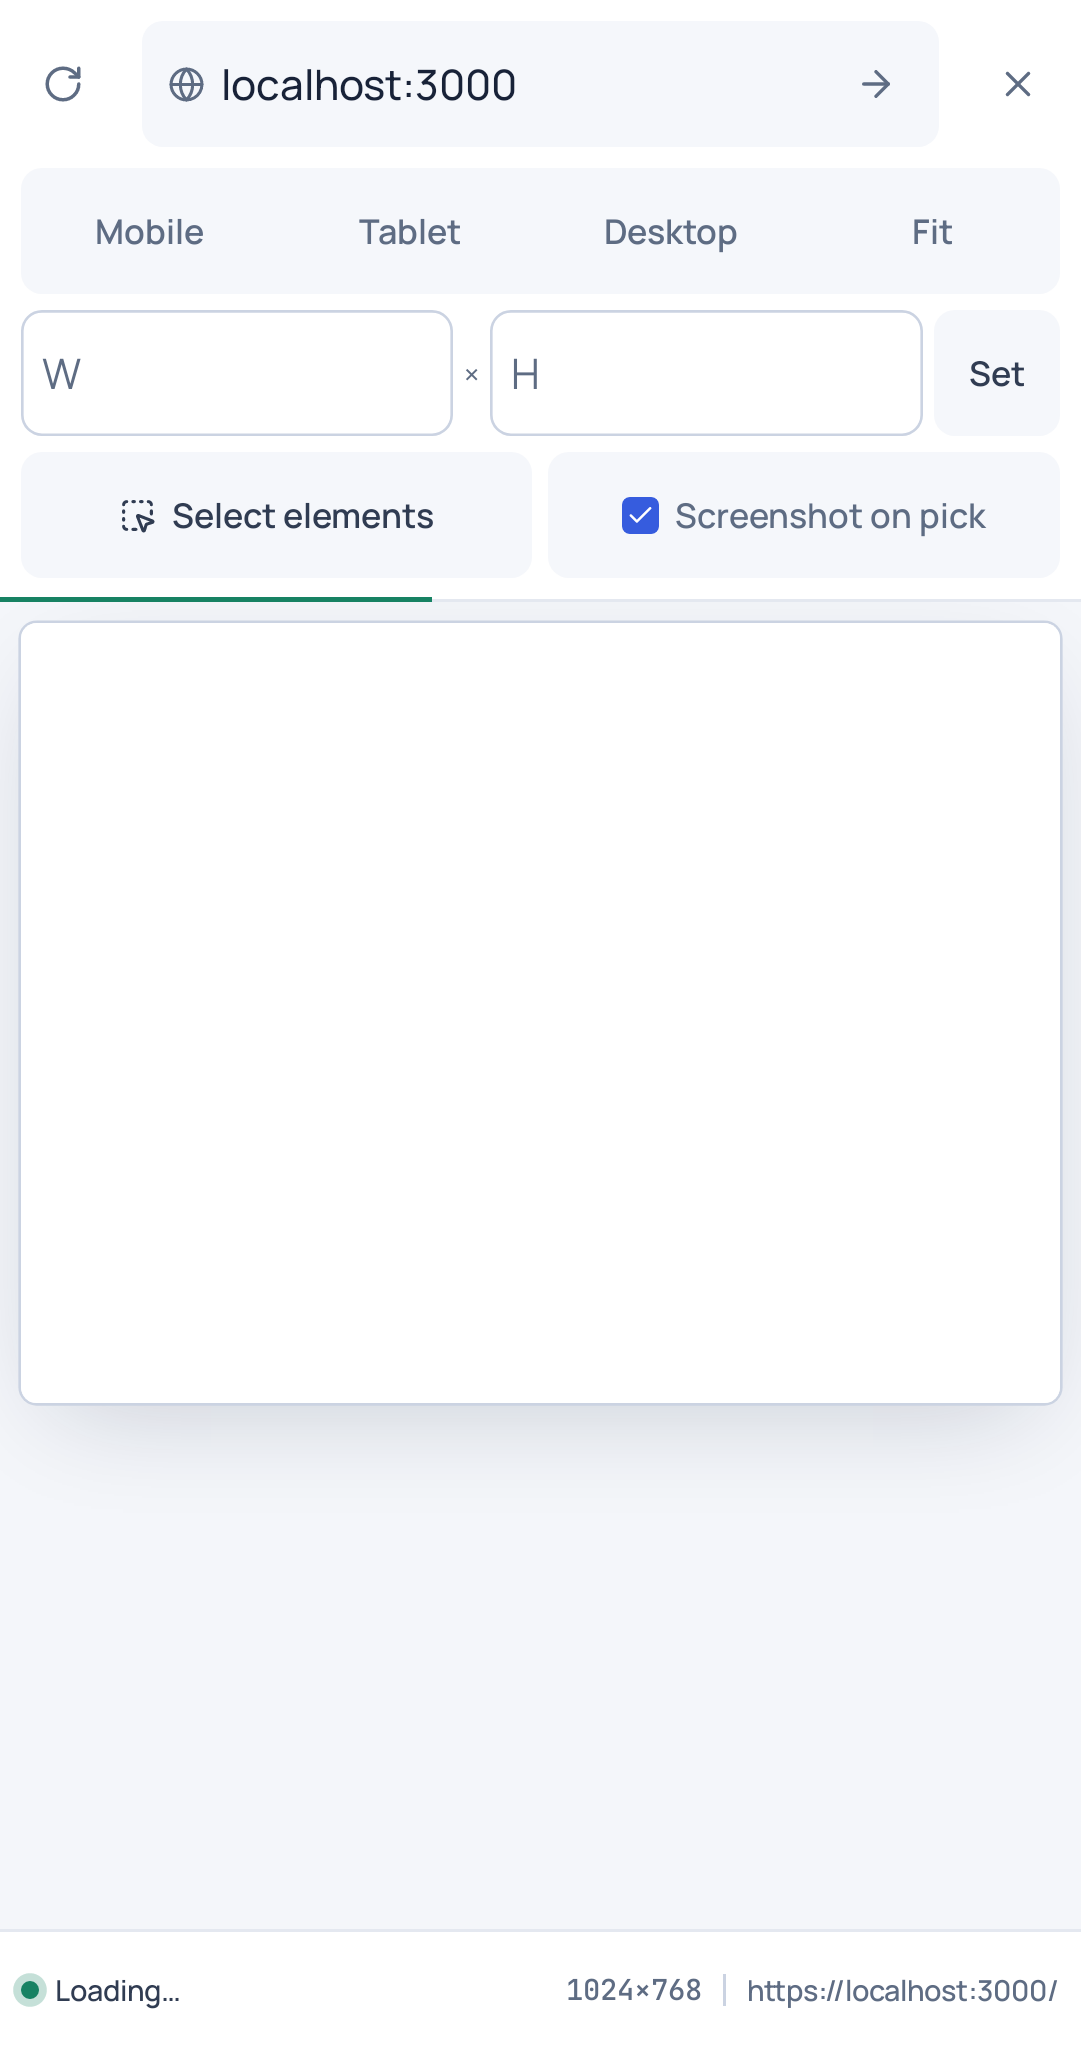 localhost:3000
Mobile Tablet Desktop Fit
W × H Set
Select elements Screenshot on pick
Loading... 1024×768 https://localhost:3000/